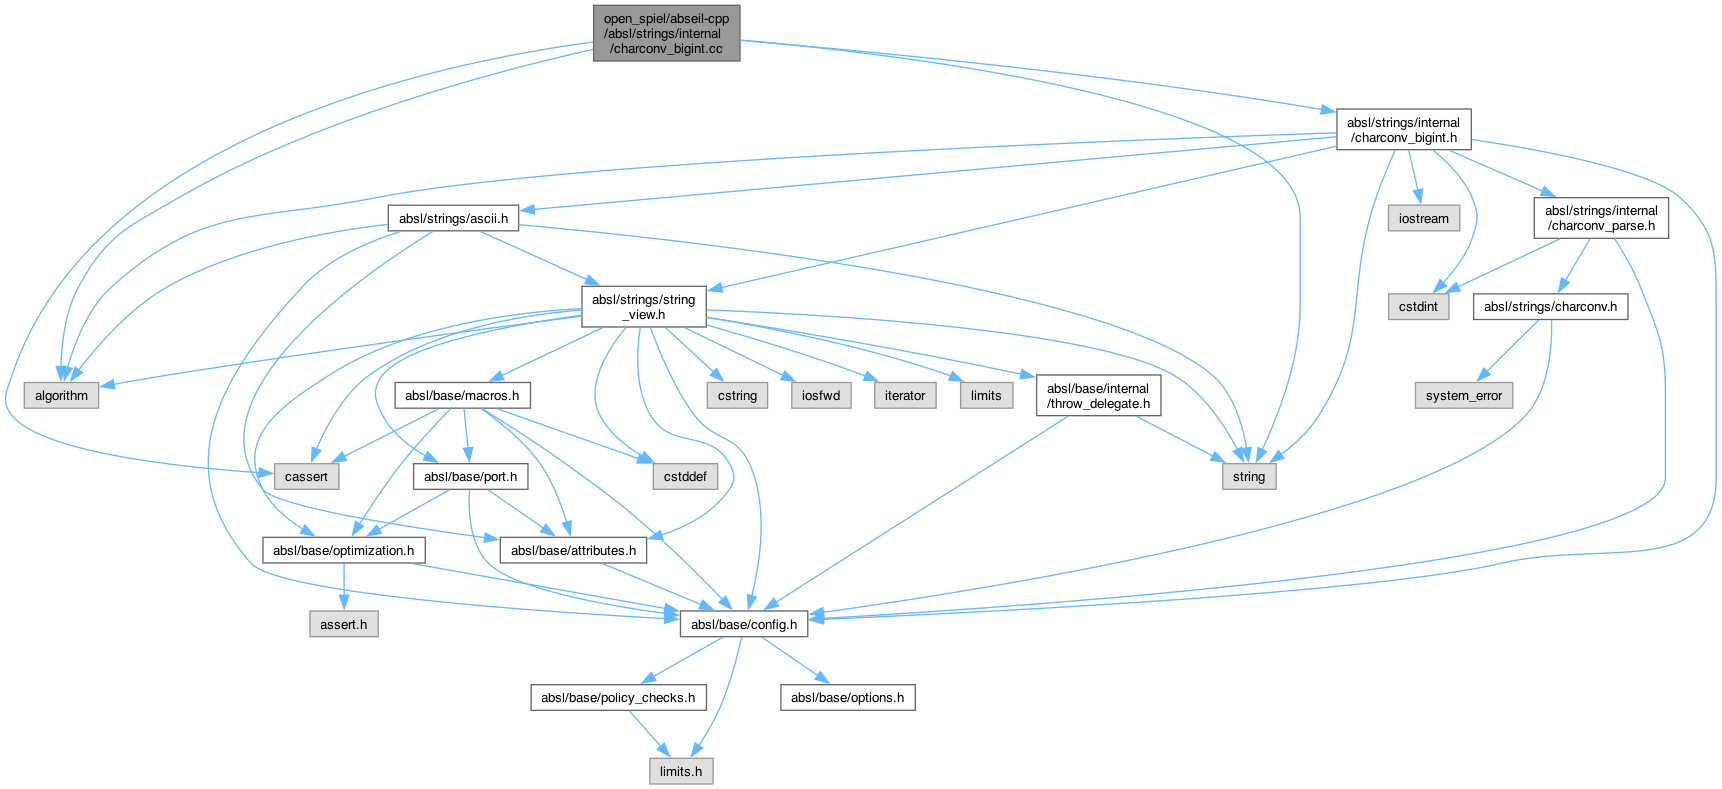 open_spiel/abseil-cpp
/absl/strings/internal
/charconv_bigint.cc
absl/strings/internal
/charconv_bigint.h
absl/strings/ascii.h
iostream
absl/strings/internal
/charconv_parse.h
absl/strings/string
_view.h
cstdint
absl/strings/charconv.h
algorithm
absl/base/macros.h
cstring
iosfwd
iterator
limits
absl/base/internal
/throw_delegate.h
system_error
cassert
absl/base/port.h
cstddef
string
absl/base/optimization.h
absl/base/attributes.h
assert.h
absl/base/config.h
absl/base/policy_checks.h
absl/base/options.h
limits.h